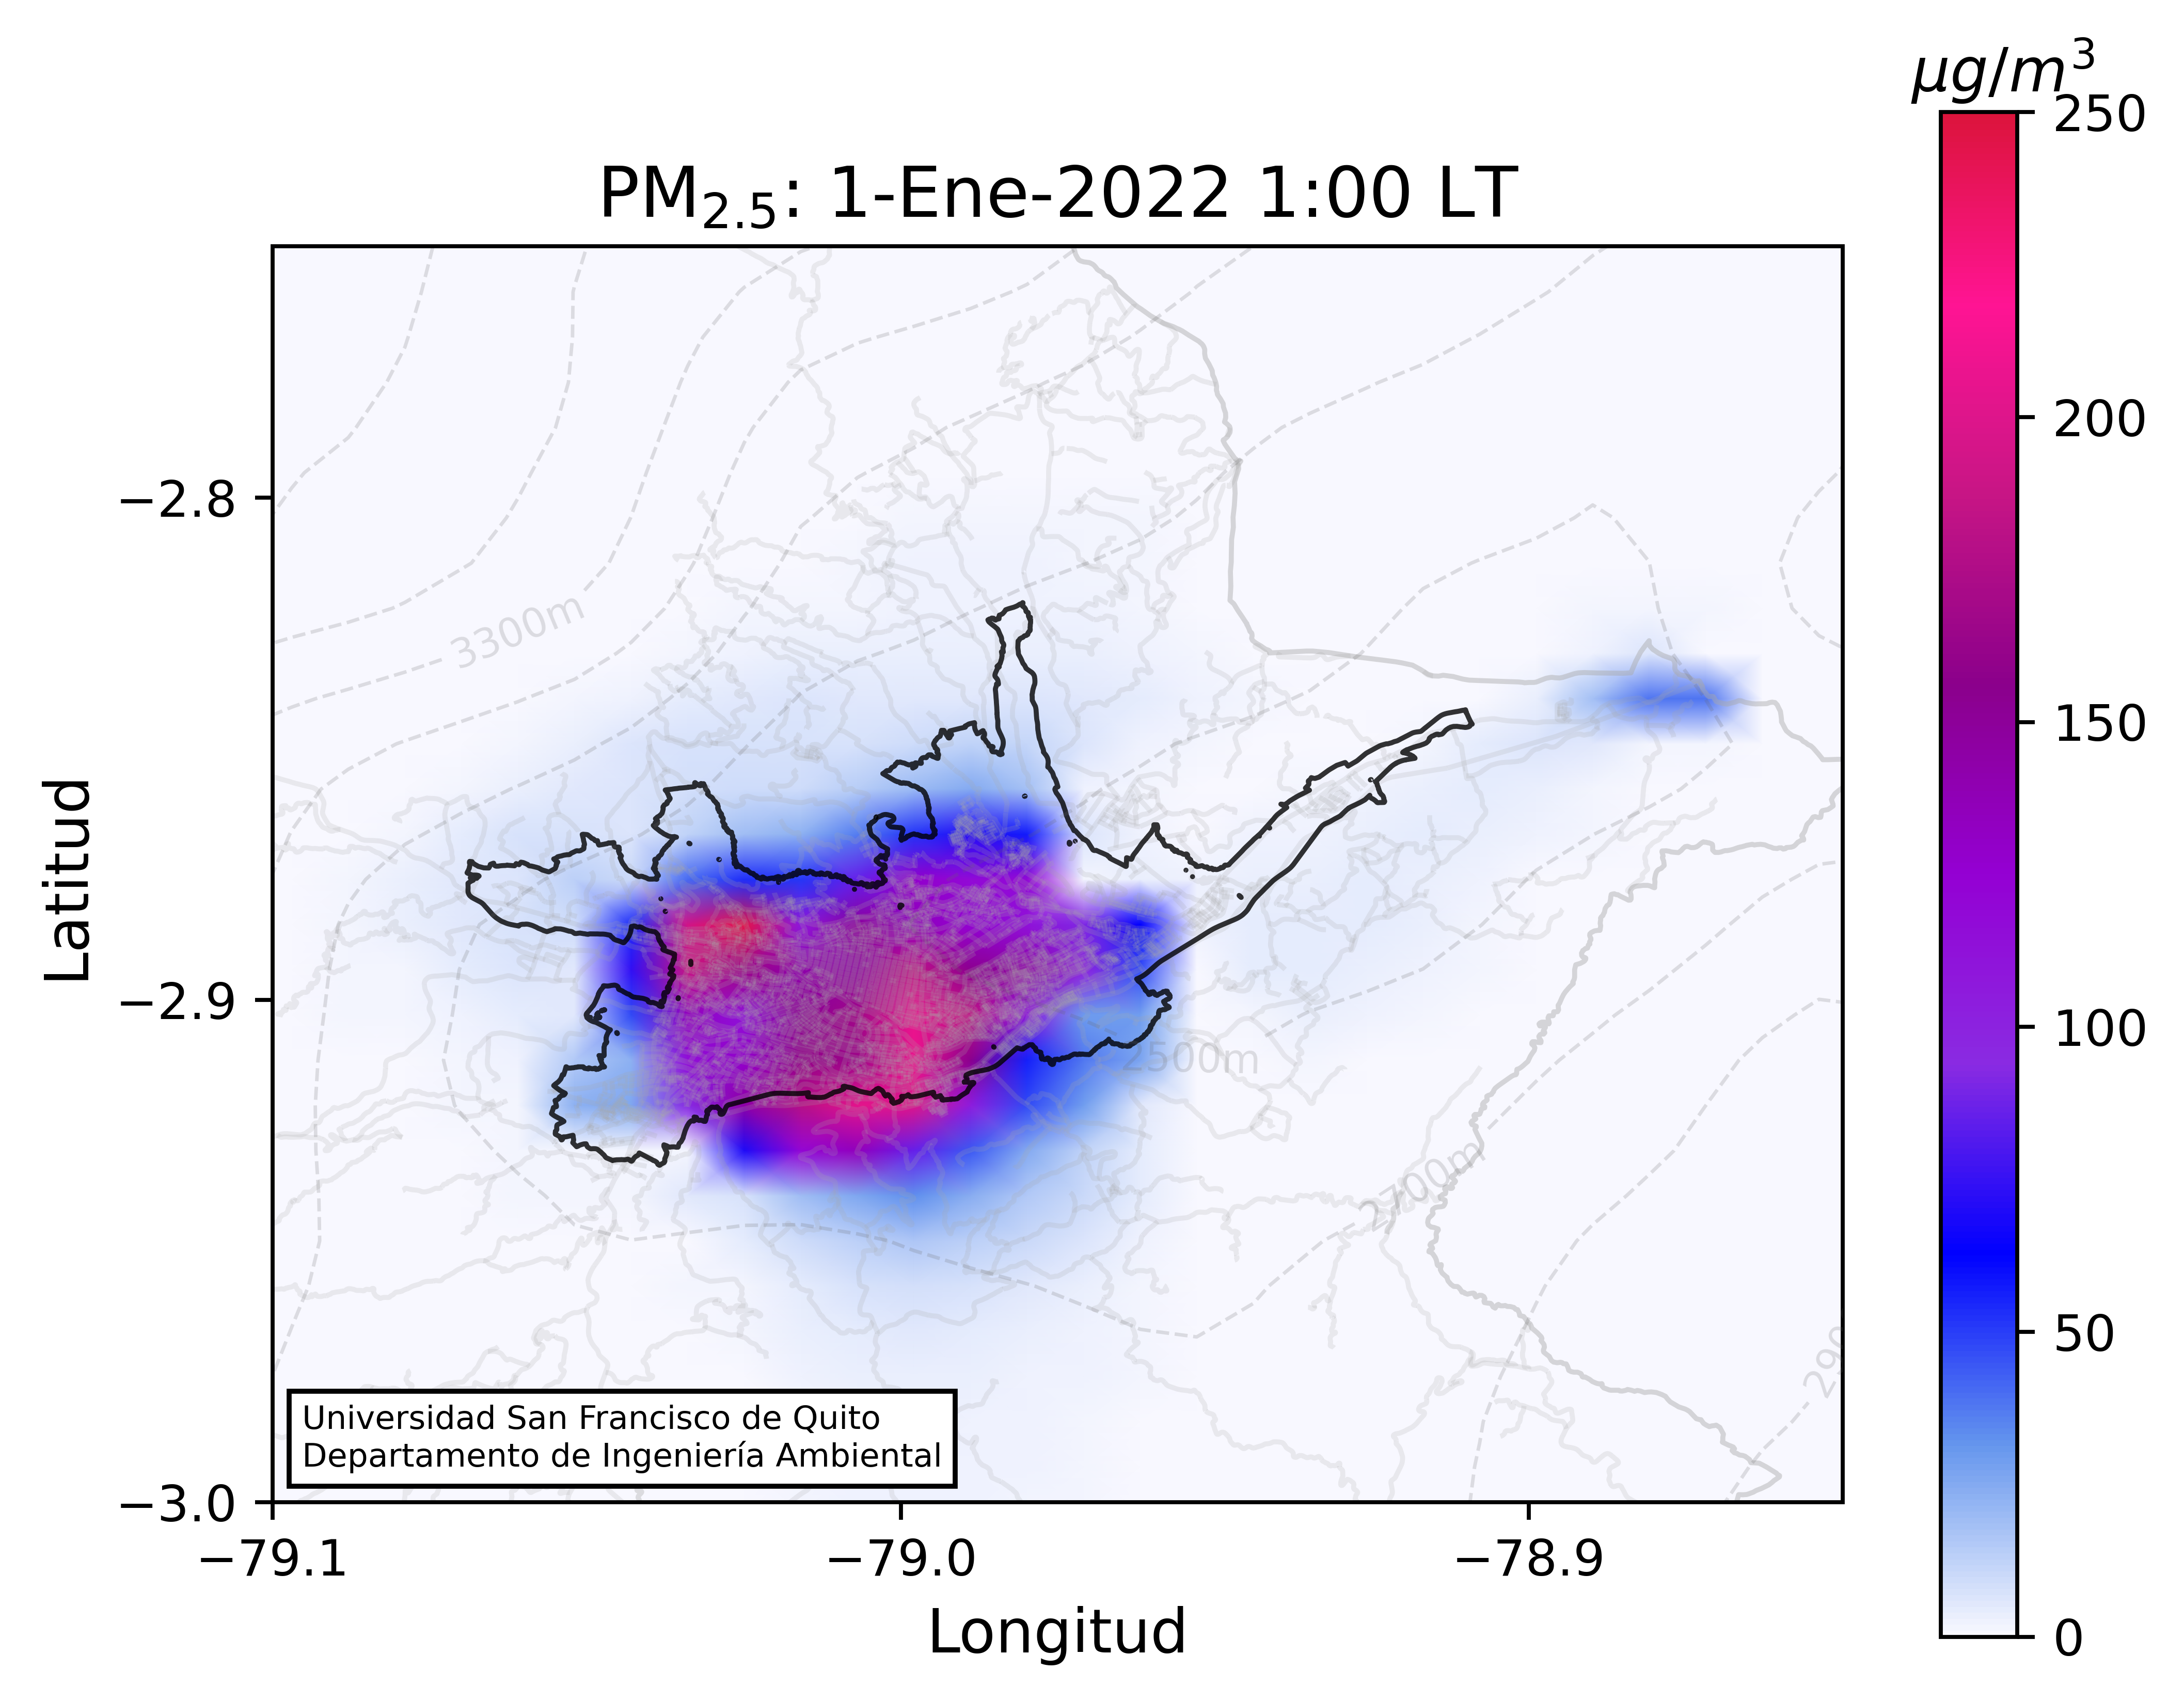 μg/m³
PM₂.₅: 1-Ene-2022 1:00 LT
250
200
150
100
50
0
Latitud
−2.8
−2.9
−3.0
3300m
2500m
2700m
290
Universidad San Francisco de Quito
Departamento de Ingeniería Ambiental
−79.1
−79.0
−78.9
Longitud